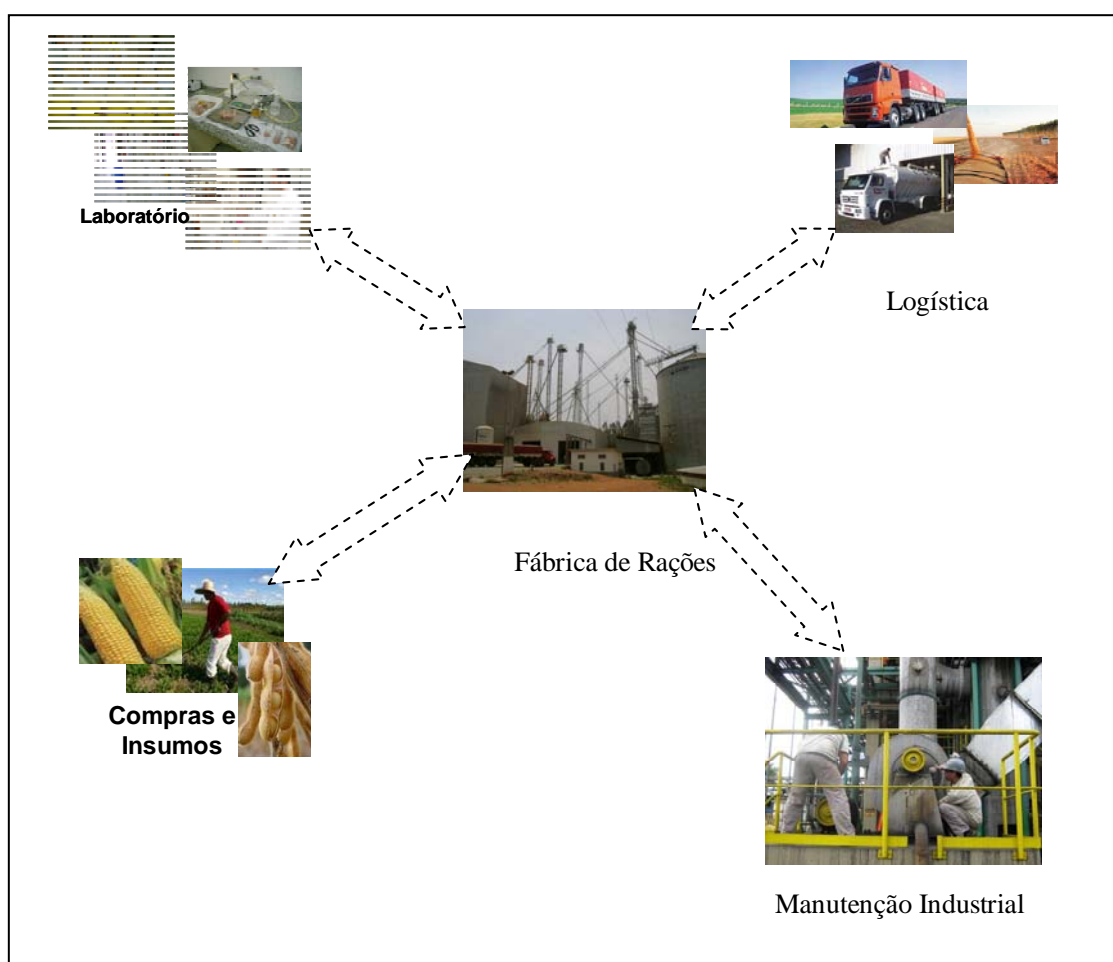 Laboratório
Logística
Fábrica de Rações
Compras e
Insumos
Manutenção Industrial